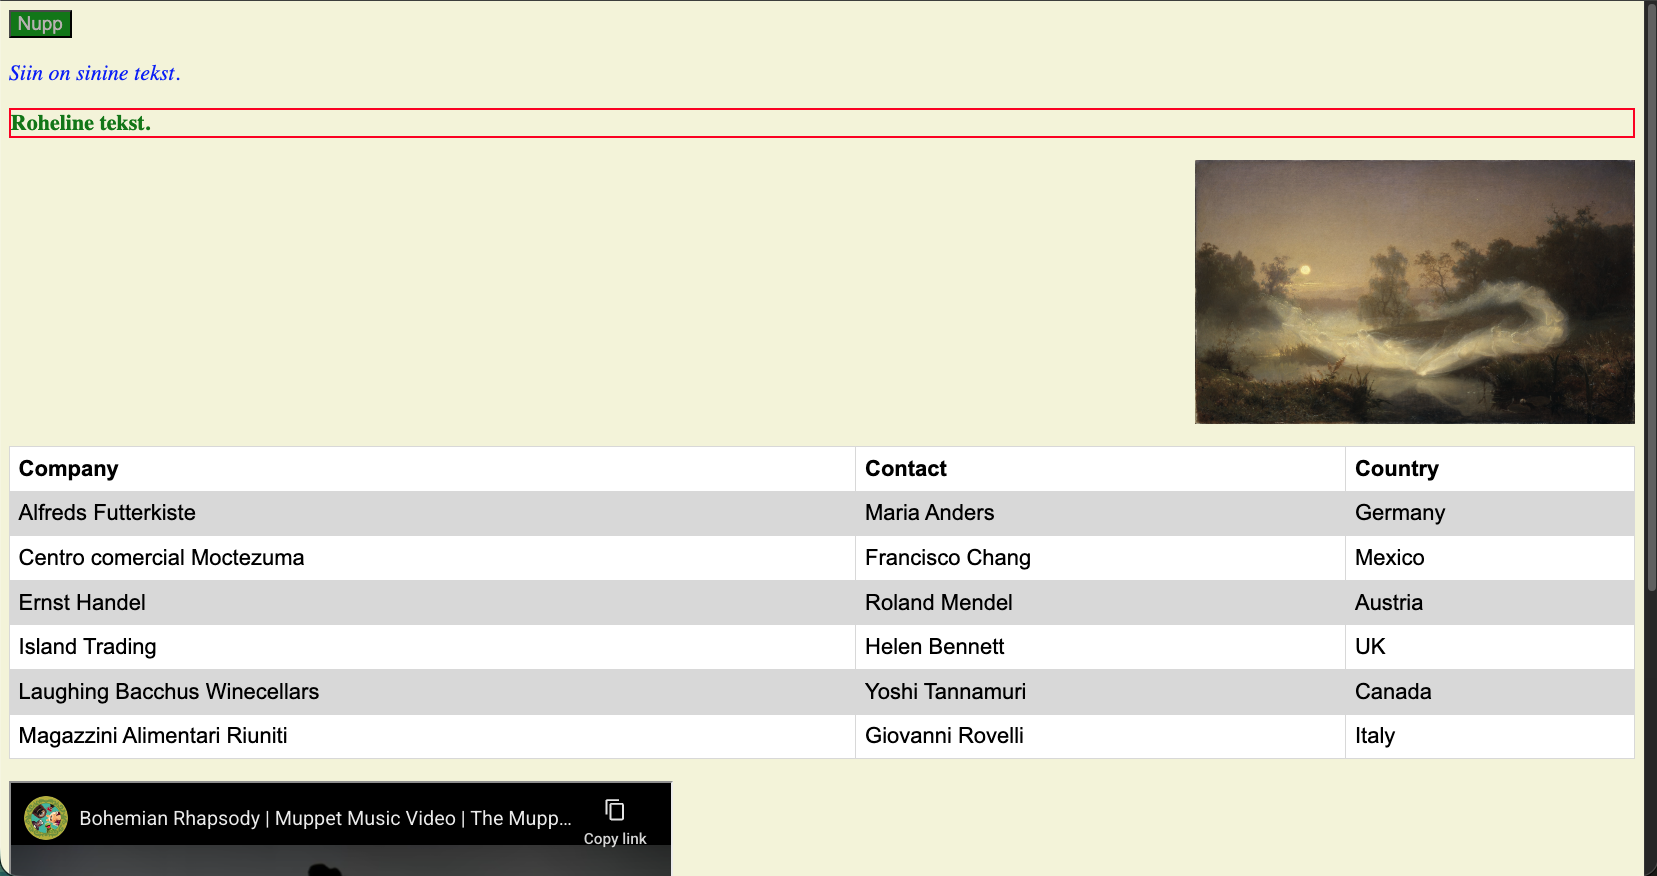 Nupp
Siin on sinine tekst.
Roheline tekst.
Company Contact Country
Alfreds Futterkiste Maria Anders Germany
Centro comercial Moctezuma Francisco Chang Mexico
Ernst Handel Roland Mendel Austria
Island Trading Helen Bennett UK
Laughing Bacchus Winecellars Yoshi Tannamuri Canada
Magazzini Alimentari Riuniti Giovanni Rovelli Italy
Bohemian Rhapsody | Muppet Music Video | The Mupp...
Copy link